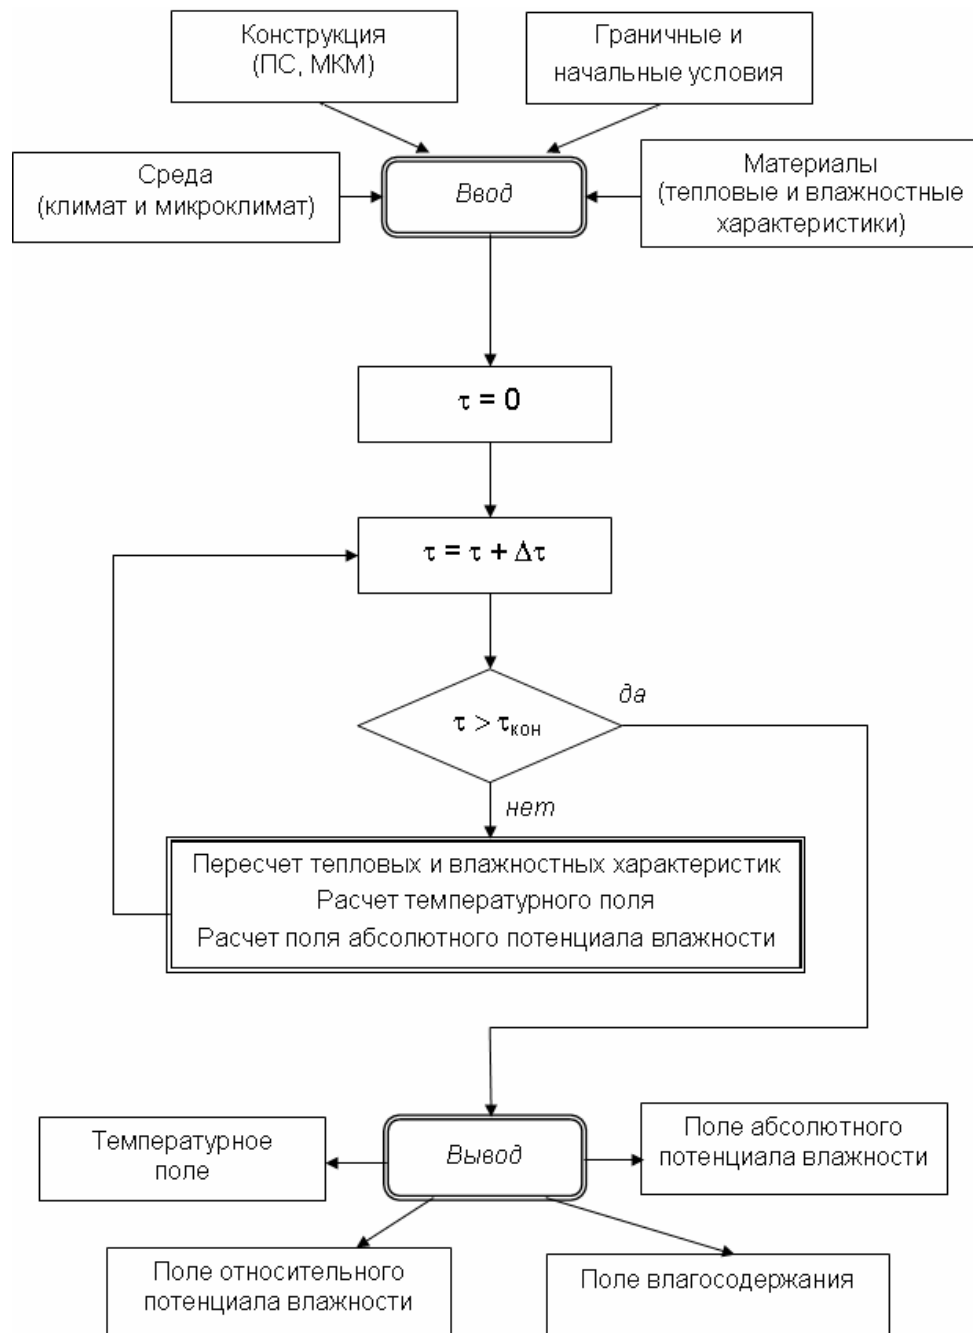 Конструкция
(ПС, МКМ)
Граничные и
начальные условия
Среда
(климат и микроклимат)
Ввод
Материалы
(тепловые и влажностные
характеристики)
τ = 0
τ = τ + Δτ
τ > τкон
да
нет
Пересчет тепловых и влажностных характеристик
Расчет температурного поля
Расчет поля абсолютного потенциала влажности
Температурное
поле
Вывод
Поле абсолютного
потенциала влажности
Поле относительного
потенциала влажности
Поле влагосодержания